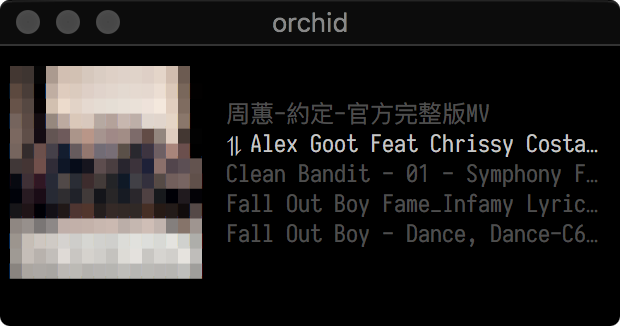 orchid
周蕙-約定-官方完整版MV
⇅ Alex Goot Feat Chrissy Costa…
Clean Bandit - 01 - Symphony F…
Fall Out Boy Fame_Infamy Lyric…
Fall Out Boy - Dance, Dance-C6…